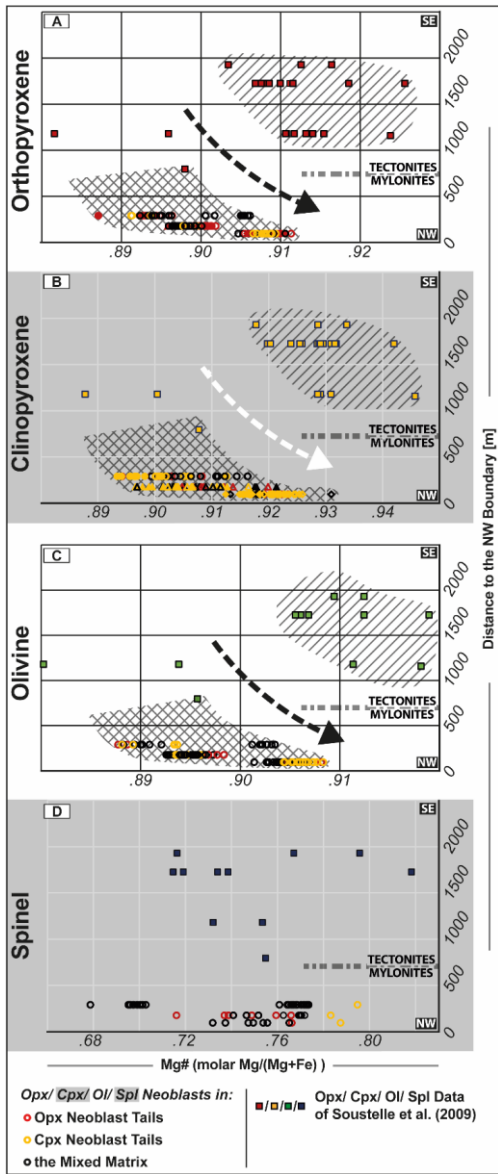 A
SE
Orthopyroxene
2000
1500
1000
TECTONITES
MYLONITES
500
NW
0
.89
.90
.91
.92
B
SE
Clinopyroxene
2000
1500
1000
TECTONITES
MYLONITES
500
NW
0
.89
.90
.91
.92
.93
.94
Distance to the NW Boundary [m]
C
SE
Olivine
2000
1500
1000
TECTONITES
MYLONITES
500
NW
0
.89
.90
.91
D
SE
Spinel
2000
1500
1000
TECTONITES
MYLONITES
500
NW
0
.68
.72
.76
.80
Mg# (molar Mg/(Mg+Fe) )
Opx/ Cpx/ Ol/ Spl Neoblasts in:
Opx Neoblast Tails
Cpx Neoblast Tails
the Mixed Matrix
Opx/ Cpx/ Ol/ Spl Data
of Soustelle et al. (2009)